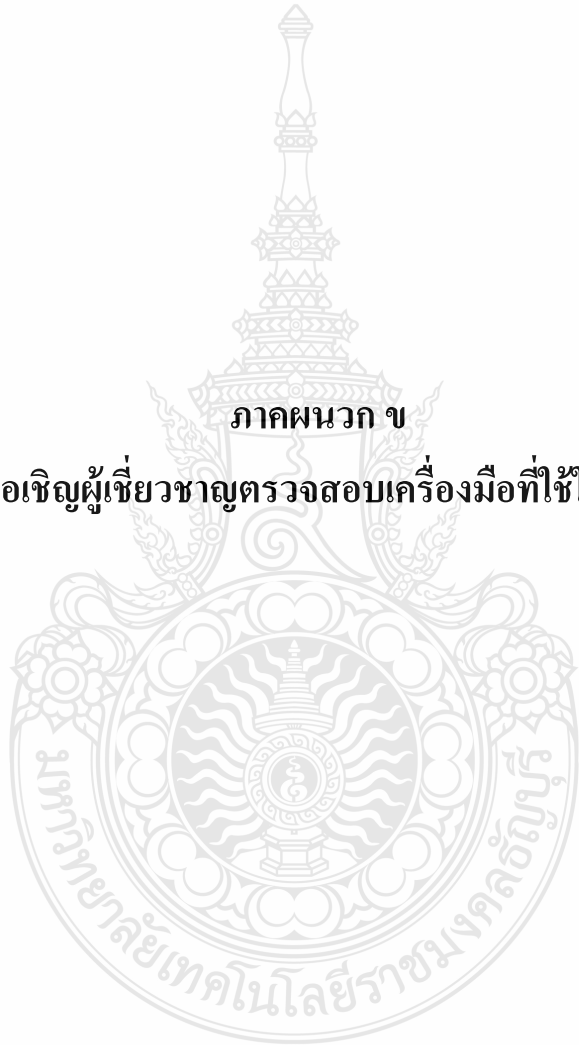 ภาคผนวก ข
อเชิญผู้เชี่ยวชาญตรวจสอบเครื่องมือที่ใช้
มหาวิทยาลัยเทคโนโลยีราชมงคลธัญบุรี